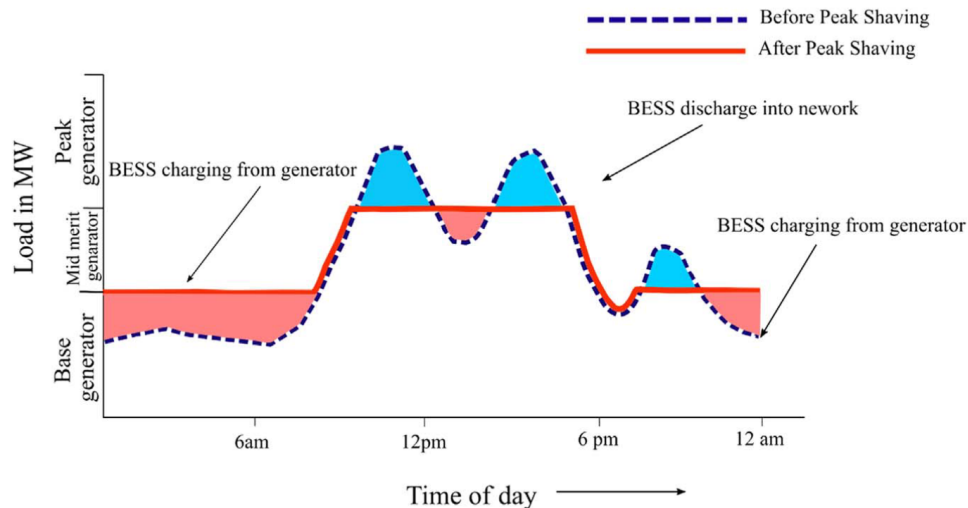 Before Peak Shaving
After Peak Shaving
Load in MW
Peak
generator
Mid merit
genarator
Base
generator
BESS charging from generator
BESS discharge into nework
BESS charging from generator
6am
12pm
6 pm
12 am
Time of day